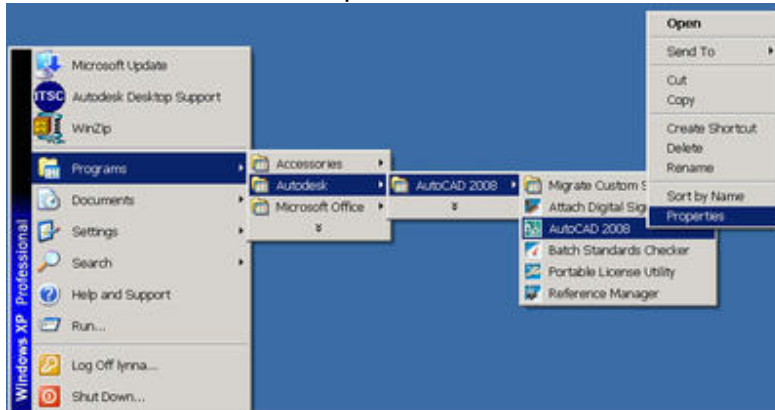 Microsoft Update
iTSC Autodesk Desktop Support
WinZip
Programs
Documents
Settings
Search
Help and Support
Run...
Log Off lynna...
Shut Down...
Windows XP Professional
Accessories
Autodesk
Microsoft Office
AutoCAD 2008
Migrate Custom S
Attach Digital Sig
AutoCAD 2008
Batch Standards Checker
Portable License Utility
Reference Manager
Open
Send To
Cut
Copy
Create Shortcut
Delete
Rename
Sort by Name
Properties